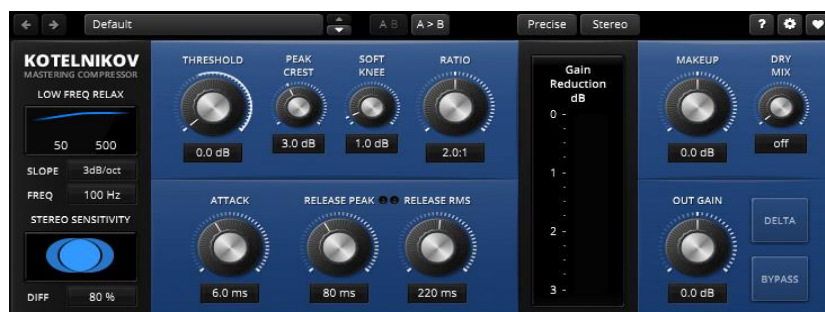 Default
A B
A > B
Precise
Stereo
?
KOTELNIKOV
MASTERING COMPRESSOR
LOW FREQ RELAX
50 500
SLOPE 3dB/oct
FREQ 100 Hz
STEREO SENSITIVITY
DIFF 80 %
THRESHOLD
0.0 dB
PEAK
CREST
3.0 dB
SOFT
KNEE
1.0 dB
RATIO
2.0:1
ATTACK
6.0 ms
RELEASE PEAK
80 ms
RELEASE RMS
220 ms
Gain
Reduction
dB
0 -
1 -
2 -
3 -
MAKEUP
0.0 dB
DRY
MIX
off
OUT GAIN
0.0 dB
DELTA
BYPASS